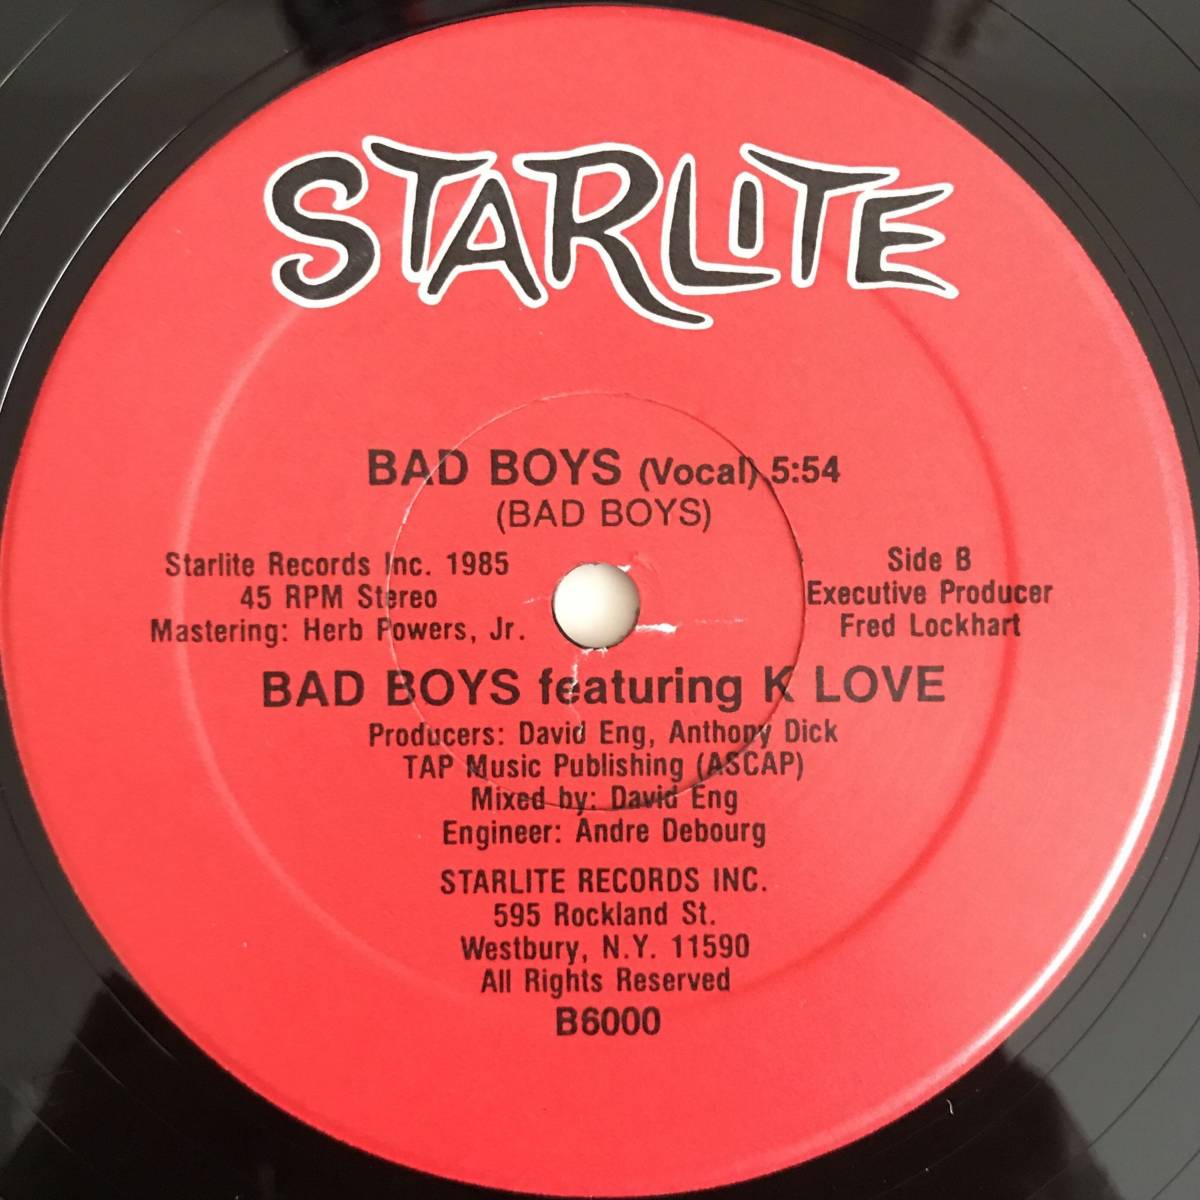 STARLITE
BAD BOYS (Vocal) 5:54
(BAD BOYS)
Starlite Records Inc. 1985
45 RPM Stereo
Mastering: Herb Powers, Jr.
Side B
Executive Producer
Fred Lockhart
BAD BOYS featuring K LOVE
Producers: David Eng, Anthony Dick
TAP Music Publishing (ASCAP)
Mixed by: David Eng
Engineer: Andre Debourg
STARLITE RECORDS INC.
595 Rockland St.
Westbury, N.Y. 11590
All Rights Reserved
B6000